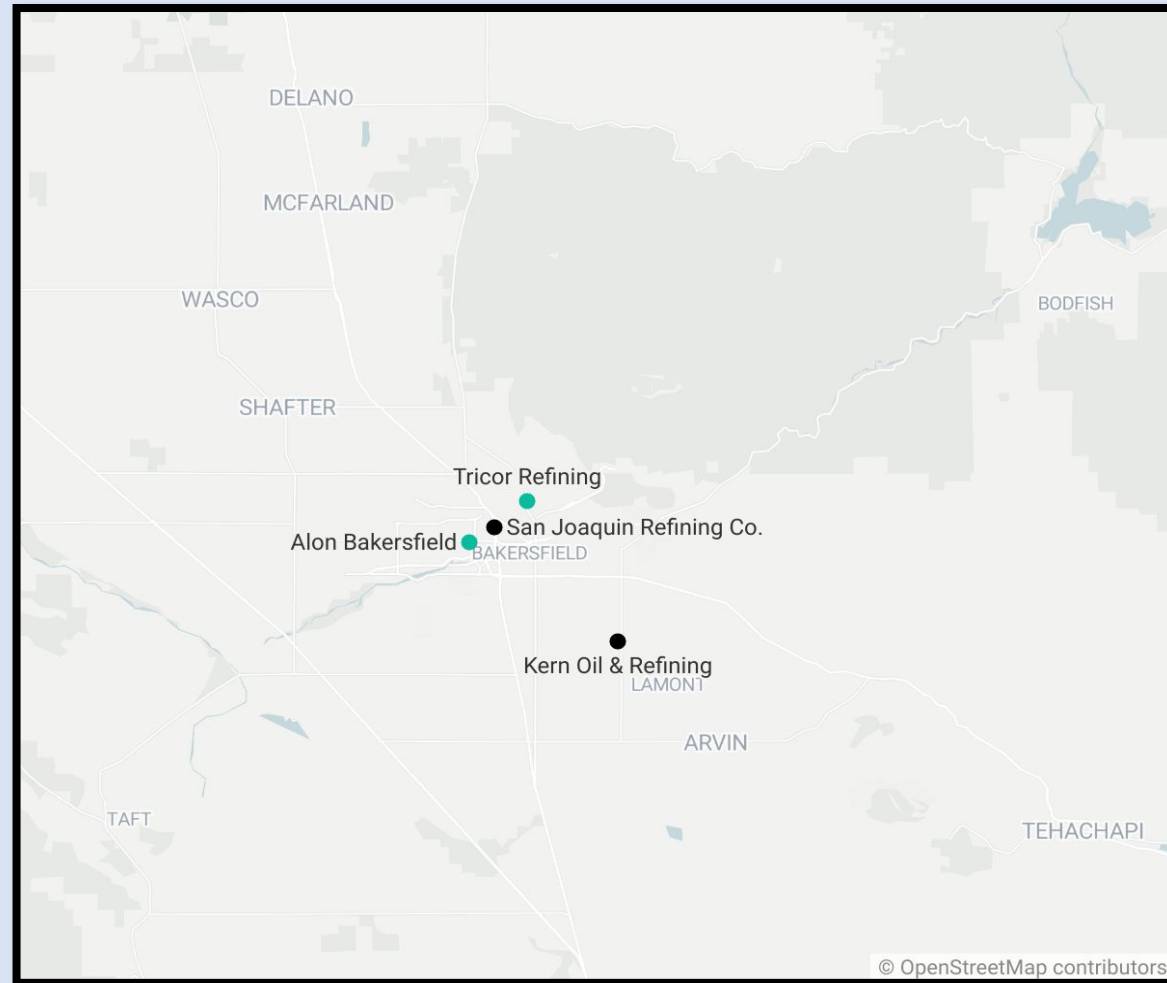 DELANO
MCFARLAND
WASCO
BODFISH
SHAFTER
Tricor Refining
San Joaquin Refining Co.
Alon Bakersfield
BAKERSFIELD
Kern Oil & Refining
LAMONT
ARVIN
TAFT
TEHACHAPI
© OpenStreetMap contributors